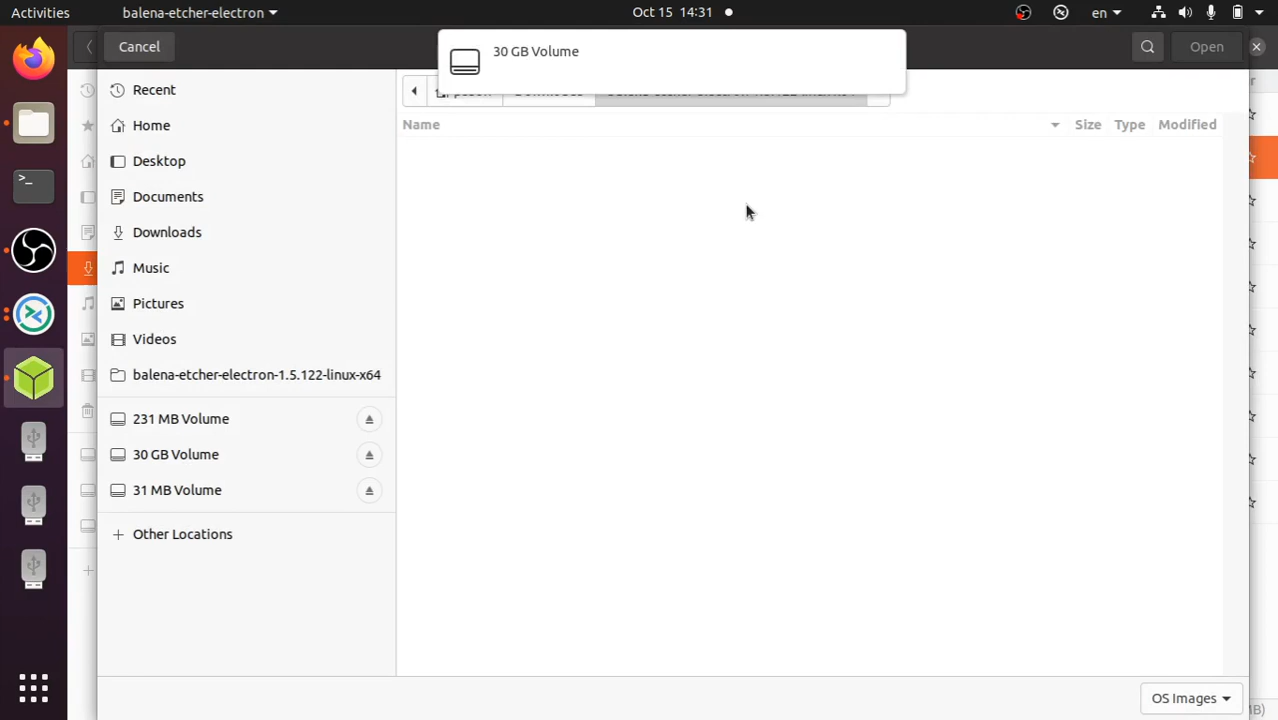 Activities balena-etcher-electron Oct 15 14:31 en
Cancel 30 GB Volume Open
Recent
Name Size Type Modified
Home
Desktop
Documents
Downloads
Music
Pictures
Videos
balena-etcher-electron-1.5.122-linux-x64
231 MB Volume
30 GB Volume
31 MB Volume
Other Locations
OS Images